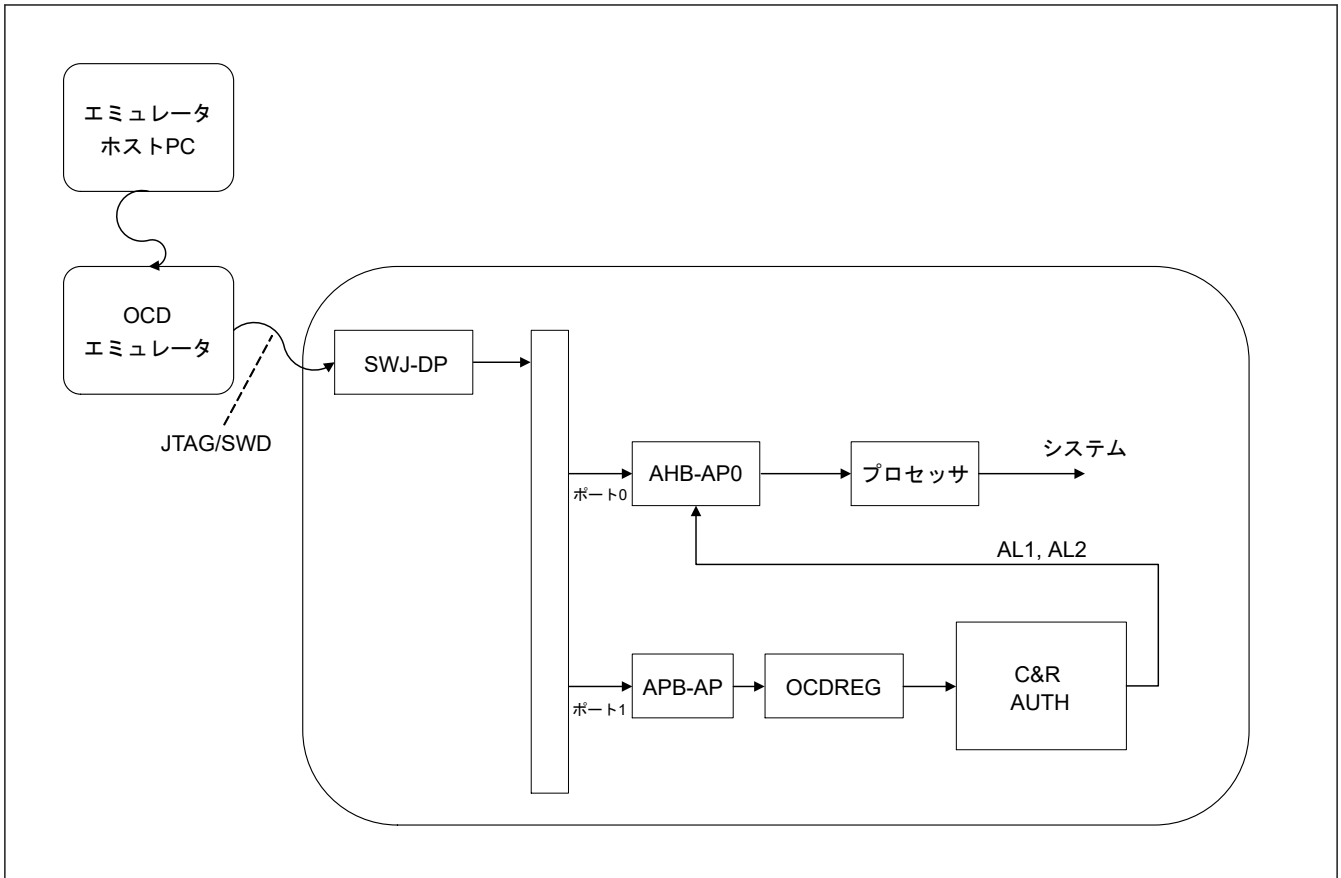 エミュレータ
ホストPC
OCD
エミュレータ
SWJ-DP
JTAG/SWD
システム
AHB-AP0
プロセッサ
ポート0
AL1, AL2
C&R
AUTH
APB-AP
OCDREG
ポート1